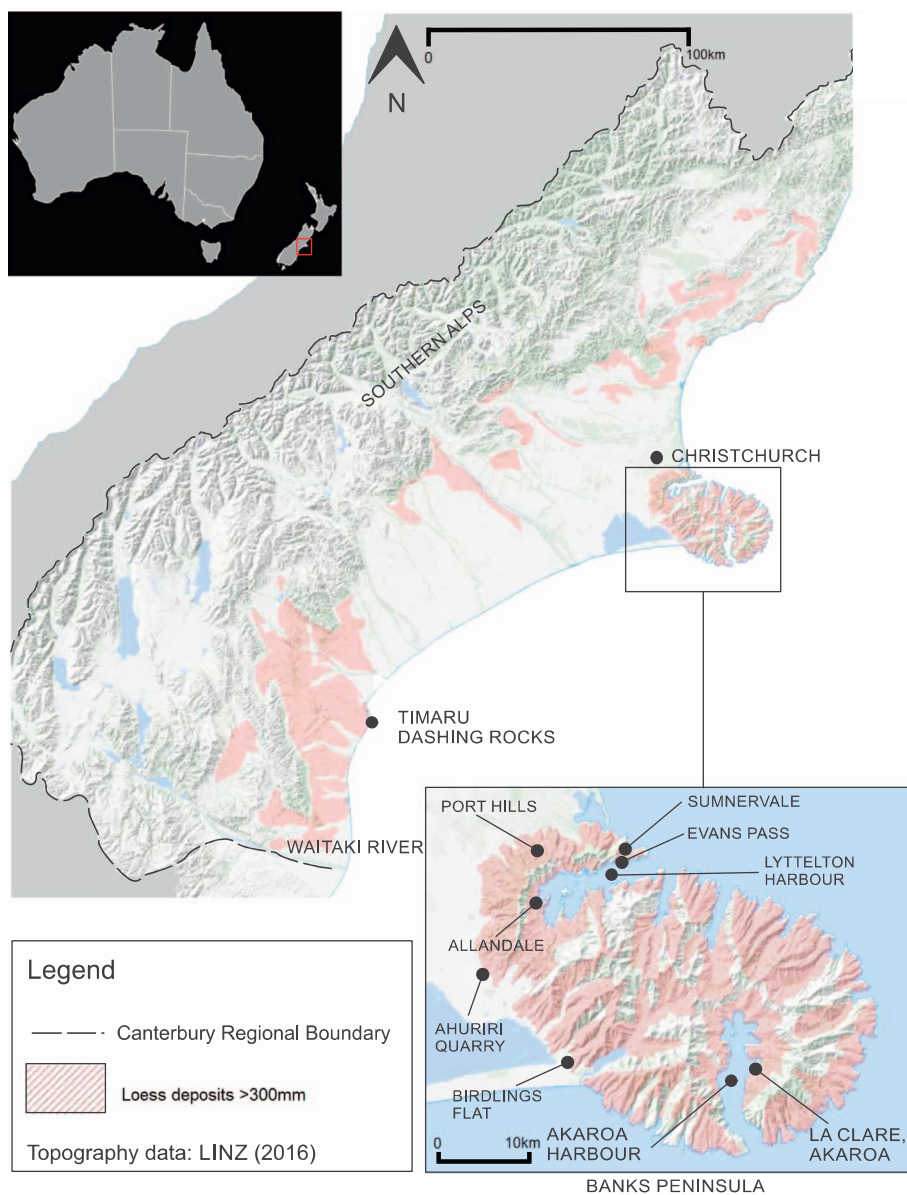 0
100km
N
SOUTHERN ALPS
CHRISTCHURCH
TIMARU
DASHING ROCKS
WAITAKI RIVER
PORT HILLS
SUMNERVALE
EVANS PASS
LYTTELTON
HARBOUR
ALLANDALE
AHURIRI
QUARRY
BIRDLINGS
FLAT
AKAROA
HARBOUR
LA CLARE,
AKAROA
0
10km
BANKS PENINSULA
Legend
Canterbury Regional Boundary
Loess deposits >300mm
Topography data: LINZ (2016)